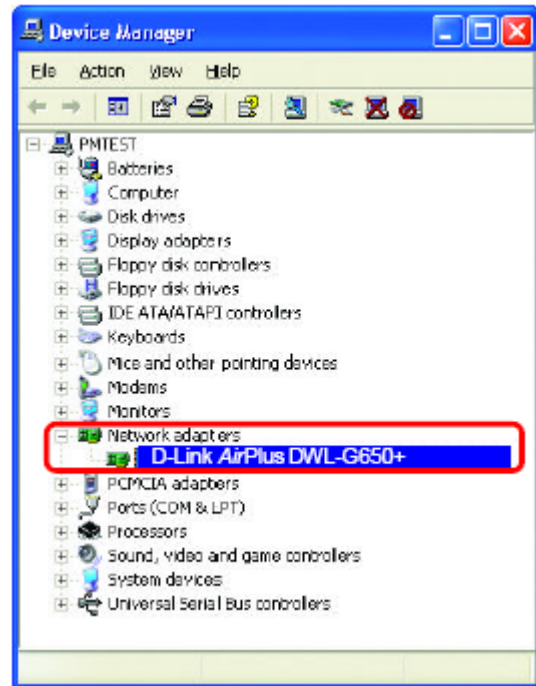 Device Manager
File Action View Help
PMTEST
Batteries
Computer
Disk drives
Display adapters
Floppy disk controllers
Floppy disk drives
IDE ATA/ATAPI controllers
Keyboards
Mice and other pointing devices
Modems
Monitors
Network adapters
D-Link AirPlus DWL-G650+
PCMCIA adapters
Ports (COM & LPT)
Processors
Sound, video and game controllers
System devices
Universal Serial Bus controllers